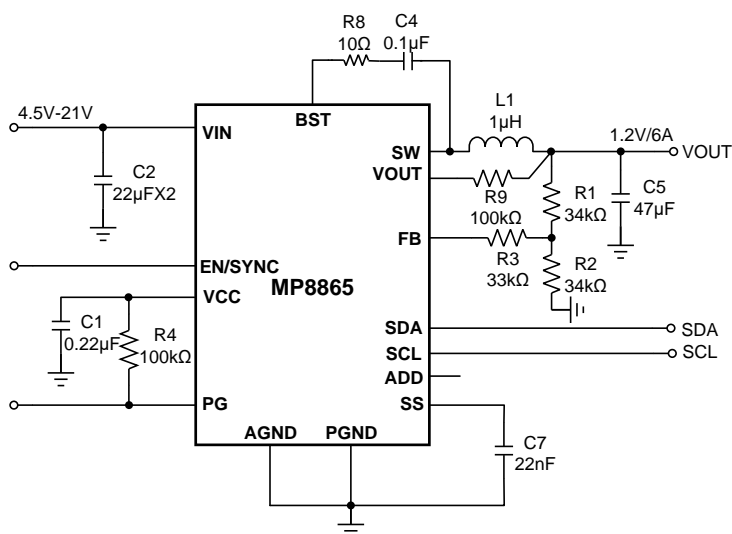 R8
10Ω
C4
0.1µF
4.5V-21V
L1
1µH
1.2V/6A
VIN
BST
SW
VOUT
VOUT
C2
22µFX2
R9
100kΩ
R1
34kΩ
C5
47µF
FB
R3
33kΩ
R2
34kΩ
EN/SYNC
VCC
MP8865
C1
0.22µF
R4
100kΩ
SDA
SDA
SCL
SCL
ADD
PG
SS
AGND
PGND
C7
22nF